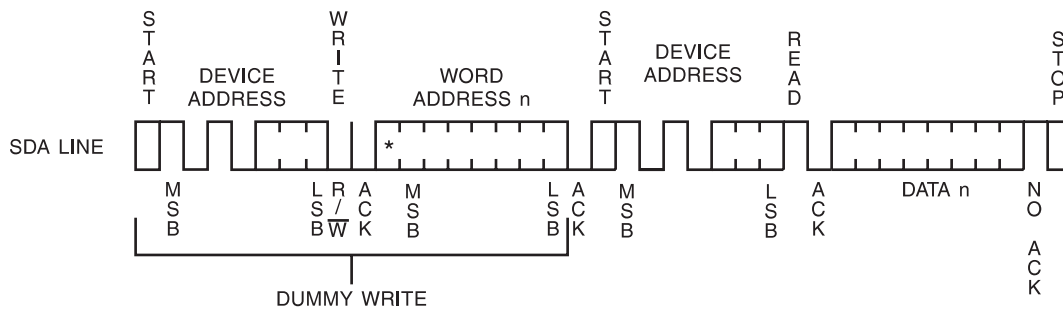 START
DEVICE
ADDRESS
WRITE
WORD
ADDRESS n
START
DEVICE
ADDRESS
READ
STOP
SDA LINE
*
MSB
LSB
R/W
ACK
MSB
LSB
ACK
MSB
LSB
ACK
DATA n
NO ACK
DUMMY WRITE